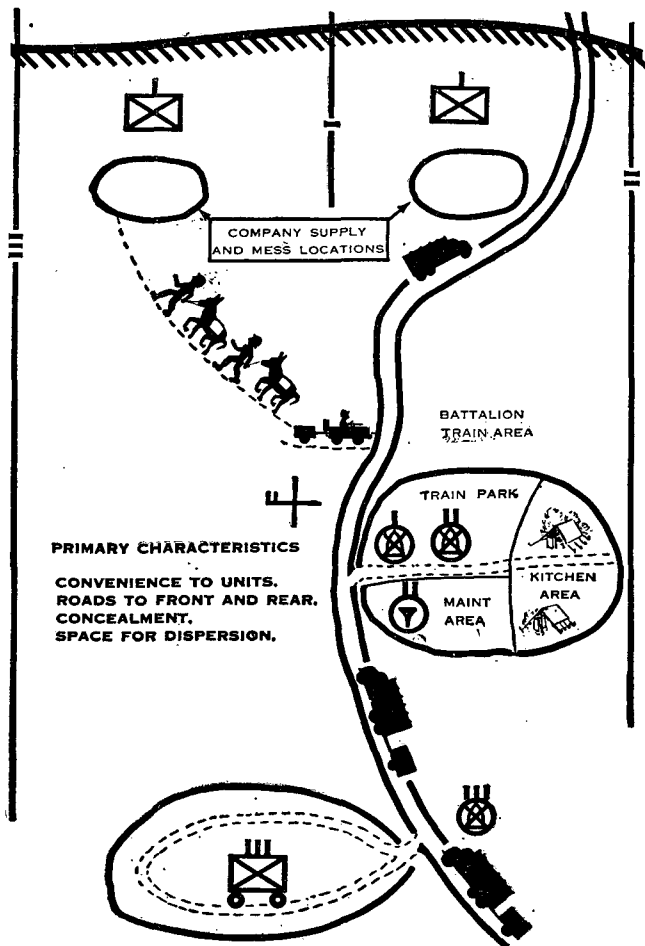 COMPANY SUPPLY
AND MESS LOCATIONS
BATTALION
TRAIN AREA
TRAIN PARK
PRIMARY CHARACTERISTICS
CONVENIENCE TO UNITS.
ROADS TO FRONT AND REAR.
CONCEALMENT.
SPACE FOR DISPERSION.
MAINT
AREA
KITCHEN
AREA